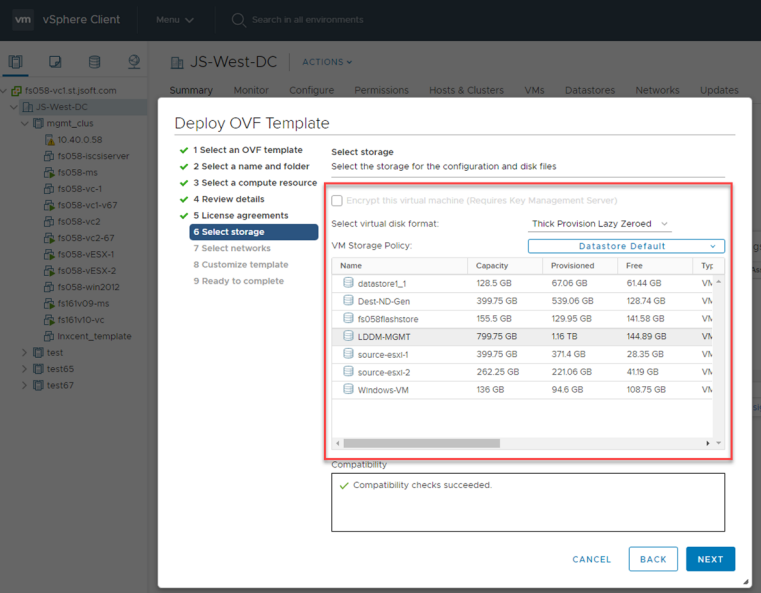 vm vSphere Client Menu Search in all environments
JS-West-DC ACTIONS
Summary Monitor Configure Permissions Hosts & Clusters VMs Datastores Networks Updates
fs058-vc1.st.jsoft.com
JS-West-DC
mgmt_clus
10.40.0.58
fs058-iscsiserver
fs058-ms
fs058-vc-1
fs058-vc1-v67
fs058-vc2
fs058-vc2-67
fs058-vESX-1
fs058-vESX-2
fs058-win2012
fs161v09-ms
fs161v10-vc
lnxcent_template
test
test65
test67
Deploy OVF Template
1 Select an OVF template
2 Select a name and folder
3 Select a compute resource
4 Review details
5 License agreements
6 Select storage
7 Select networks
8 Customize template
9 Ready to complete
Select storage
Select the storage for the configuration and disk files
Encrypt this virtual machine (Requires Key Management Server)
Select virtual disk format: Thick Provision Lazy Zeroed
VM Storage Policy: Datastore Default
Name Capacity Provisioned Free Typ
datastore1_1 128.5 GB 67.06 GB 61.44 GB VM
Dest-ND-Gen 399.75 GB 539.06 GB 128.74 GB VM
fs058flashstore 155.5 GB 129.95 GB 141.58 GB VM
LDDM-MGMT 799.75 GB 1.16 TB 144.89 GB VM
source-esxi-1 399.75 GB 371.4 GB 28.35 GB VM
source-esxi-2 262.25 GB 221.06 GB 41.19 GB VM
Windows-VM 136 GB 94.6 GB 108.75 GB VM
Compatibility
Compatibility checks succeeded.
CANCEL BACK NEXT